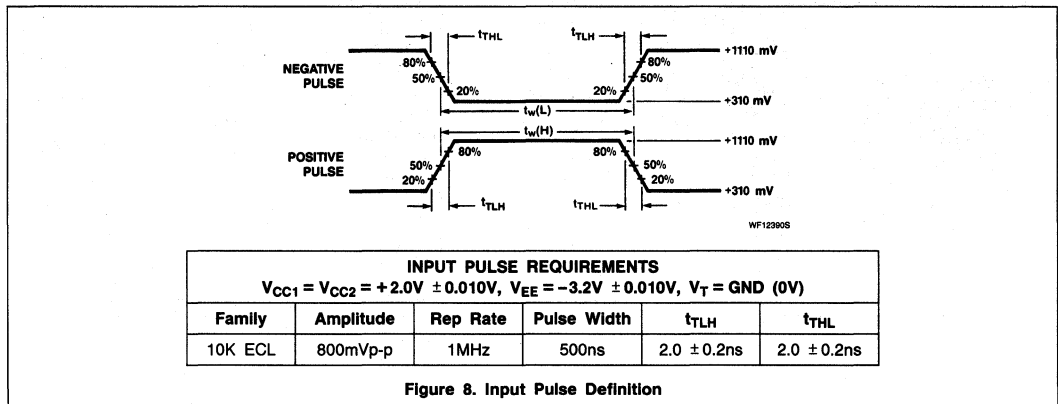 tTHL
tTLH
+1110 mV
NEGATIVE
PULSE
80%
80%
50%
50%
20%
20%
+310 mV
tw(L)
tw(H)
+1110 mV
POSITIVE
PULSE
80%
80%
50%
50%
20%
20%
+310 mV
tTLH
tTHL
WF12390S
INPUT PULSE REQUIREMENTS
VCC1 = VCC2 = +2.0V ±0.010V, VEE = −3.2V ±0.010V, VT = GND (0V)
Family Amplitude Rep Rate Pulse Width tTLH tTHL
10K ECL 800mVp-p 1MHz 500ns 2.0 ±0.2ns 2.0 ±0.2ns
Figure 8. Input Pulse Definition